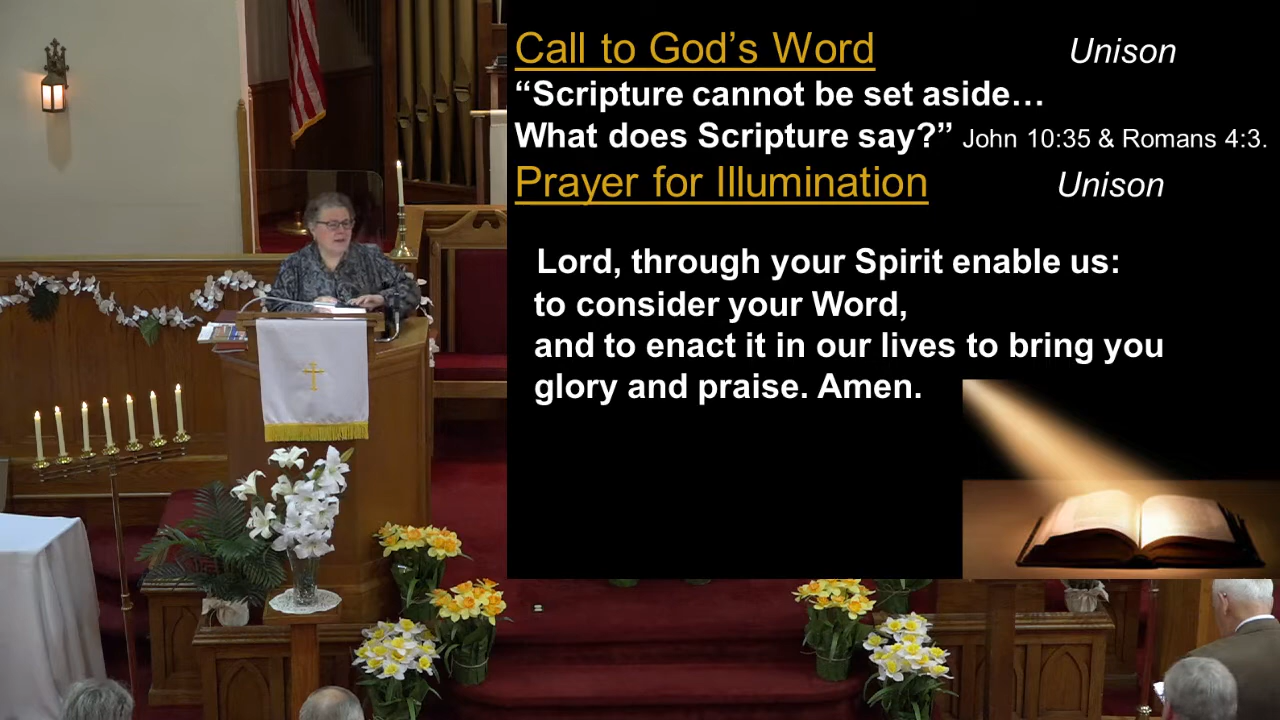 Call to God’s Word Unison
“Scripture cannot be set aside…
What does Scripture say?” John 10:35 & Romans 4:3.
Prayer for Illumination Unison
Lord, through your Spirit enable us:
to consider your Word,
and to enact it in our lives to bring you
glory and praise. Amen.